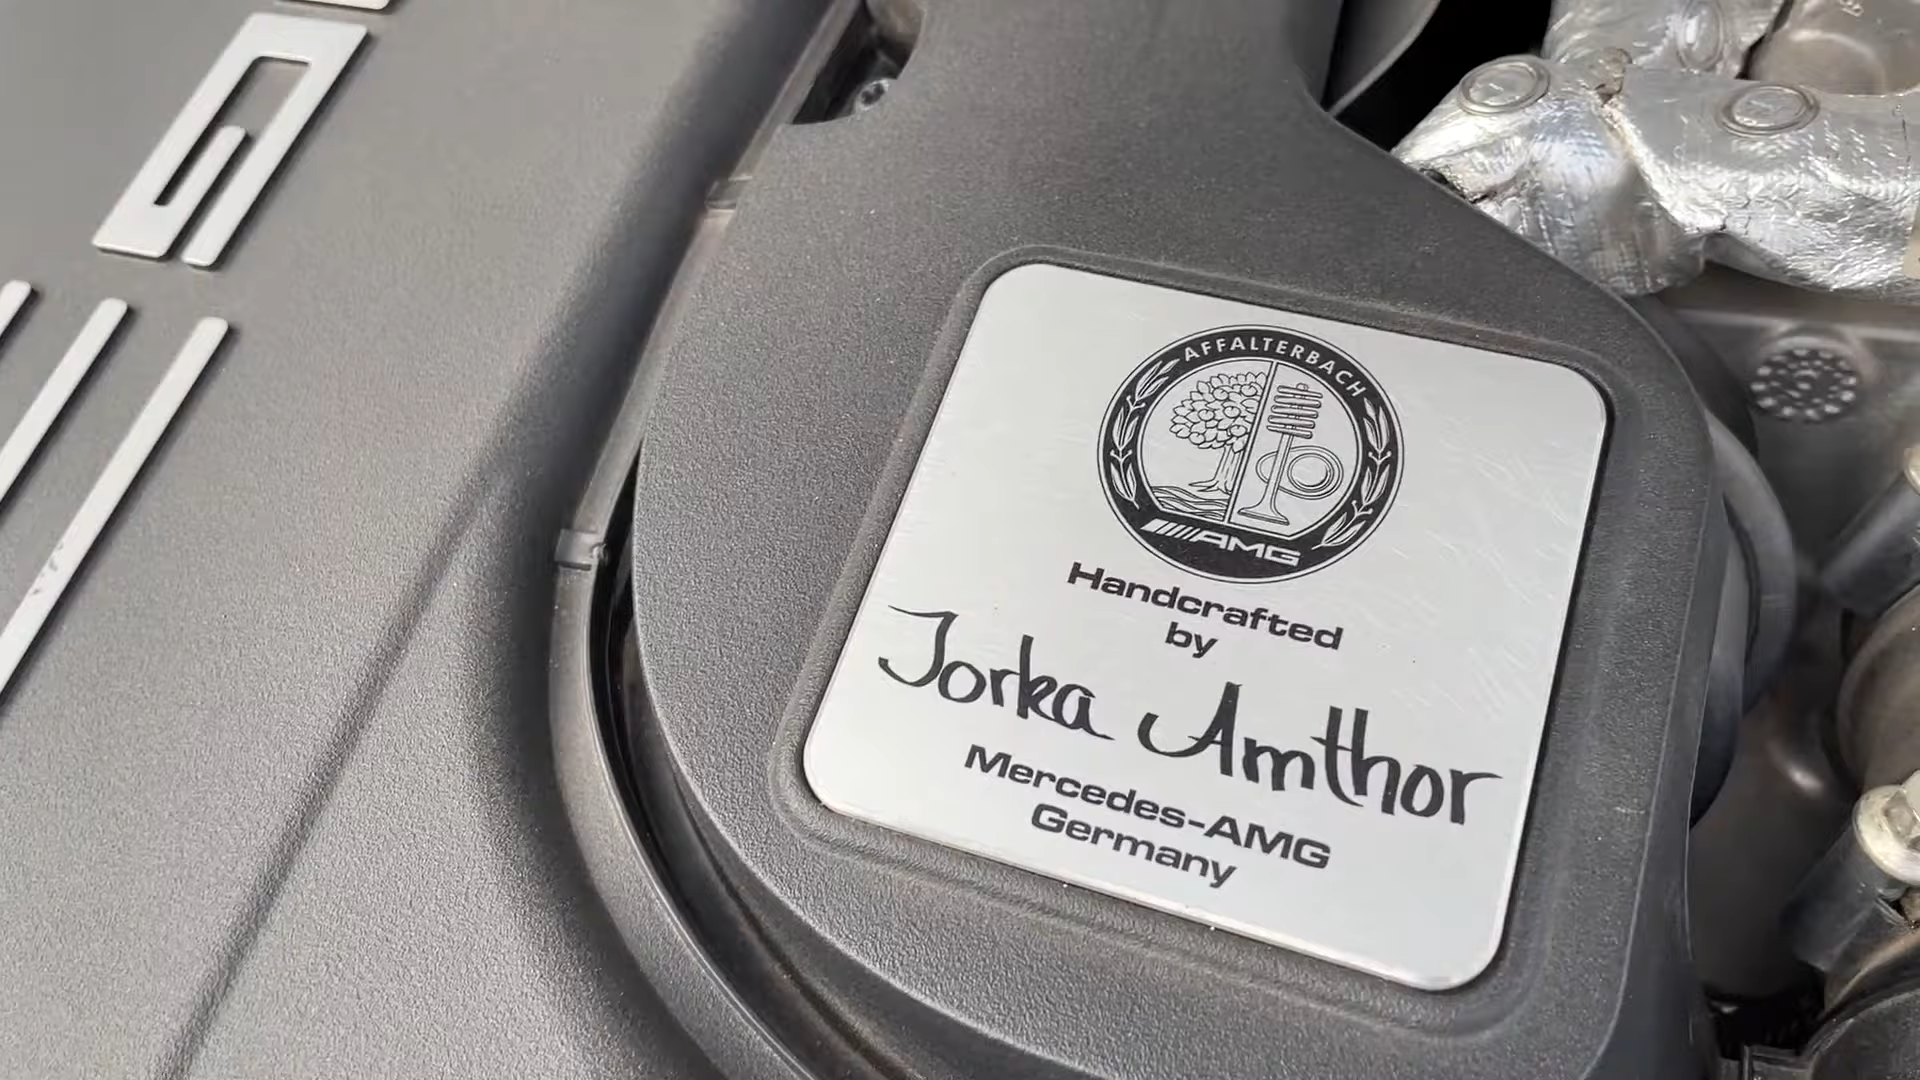 AFFALTERBACH
AMG
Handcrafted
by
Jorka Amthor
Mercedes-AMG
Germany
G